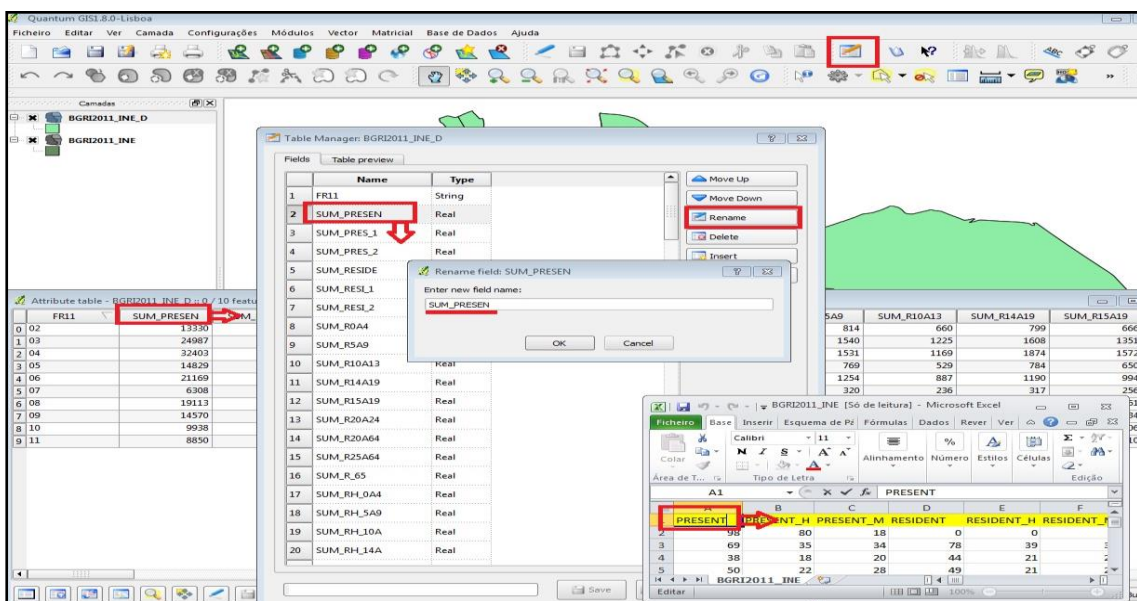 Quantum GIS1.8.0-Lisboa
Ficheiro Editar Ver Camada Configurações Módulos Vector Matricial Base de Dados Ajuda
Camadas
BGRI2011_INE_D
BGRI2011_INE
Table Manager: BGRI2011_INE_D
Fields Table preview
Name Type
1 FR11 String
2 SUM_PRESEN Real
3 SUM_PRES_1 Real
4 SUM_PRES_2 Real
5 SUM_RESIDE
6 SUM_RESI_1
7 SUM_RESI_2
8 SUM_R0A4
9 SUM_R5A9
10 SUM_R10A13 Real
11 SUM_R14A19 Real
12 SUM_R15A19 Real
13 SUM_R20A24 Real
14 SUM_R20A64 Real
15 SUM_R25A64 Real
16 SUM_R_65 Real
17 SUM_RH_0A4 Real
18 SUM_RH_5A9 Real
19 SUM_RH_10A Real
20 SUM_RH_14A Real
Move Up
Move Down
Rename
Delete
Insert
Save
Rename field: SUM_PRESEN
Enter new field name:
SUM_PRESEN
OK Cancel
Attribute table - BGRI2011_INE_D :: 0 / 10 featu
FR11 SUM_PRESEN
0 02 13330
1 03 24987
2 04 32403
3 05 14829
4 06 21169
5 07 6308
6 08 19113
7 09 14570
8 10 9938
9 11 8850
5A9 SUM_R10A13 SUM_R14A19 SUM_R15A19
814 660 799 666
1540 1225 1608 1351
1531 1169 1874 1572
769 529 784 650
1254 887 1190 994
320 236 317 256
BGRI2011_INE [Só de leitura] - Microsoft Excel
Ficheiro Base Inserir Esquema de Pá Fórmulas Dados Rever Ver
Calibri 11
Colar N I S Alinhamento Número Estilos Células
Área de T... Tipo de Letra Edição
A1 fx PRESENT
A B C D E F
PRESENT PRESENT_H PRESENT_M RESIDENT RESIDENT_H RESIDENT_M
2 98 80 18 0 0
3 69 35 34 78 39
4 38 18 20 44 21
5 50 22 28 49 21
BGRI2011_INE
Editar 100%